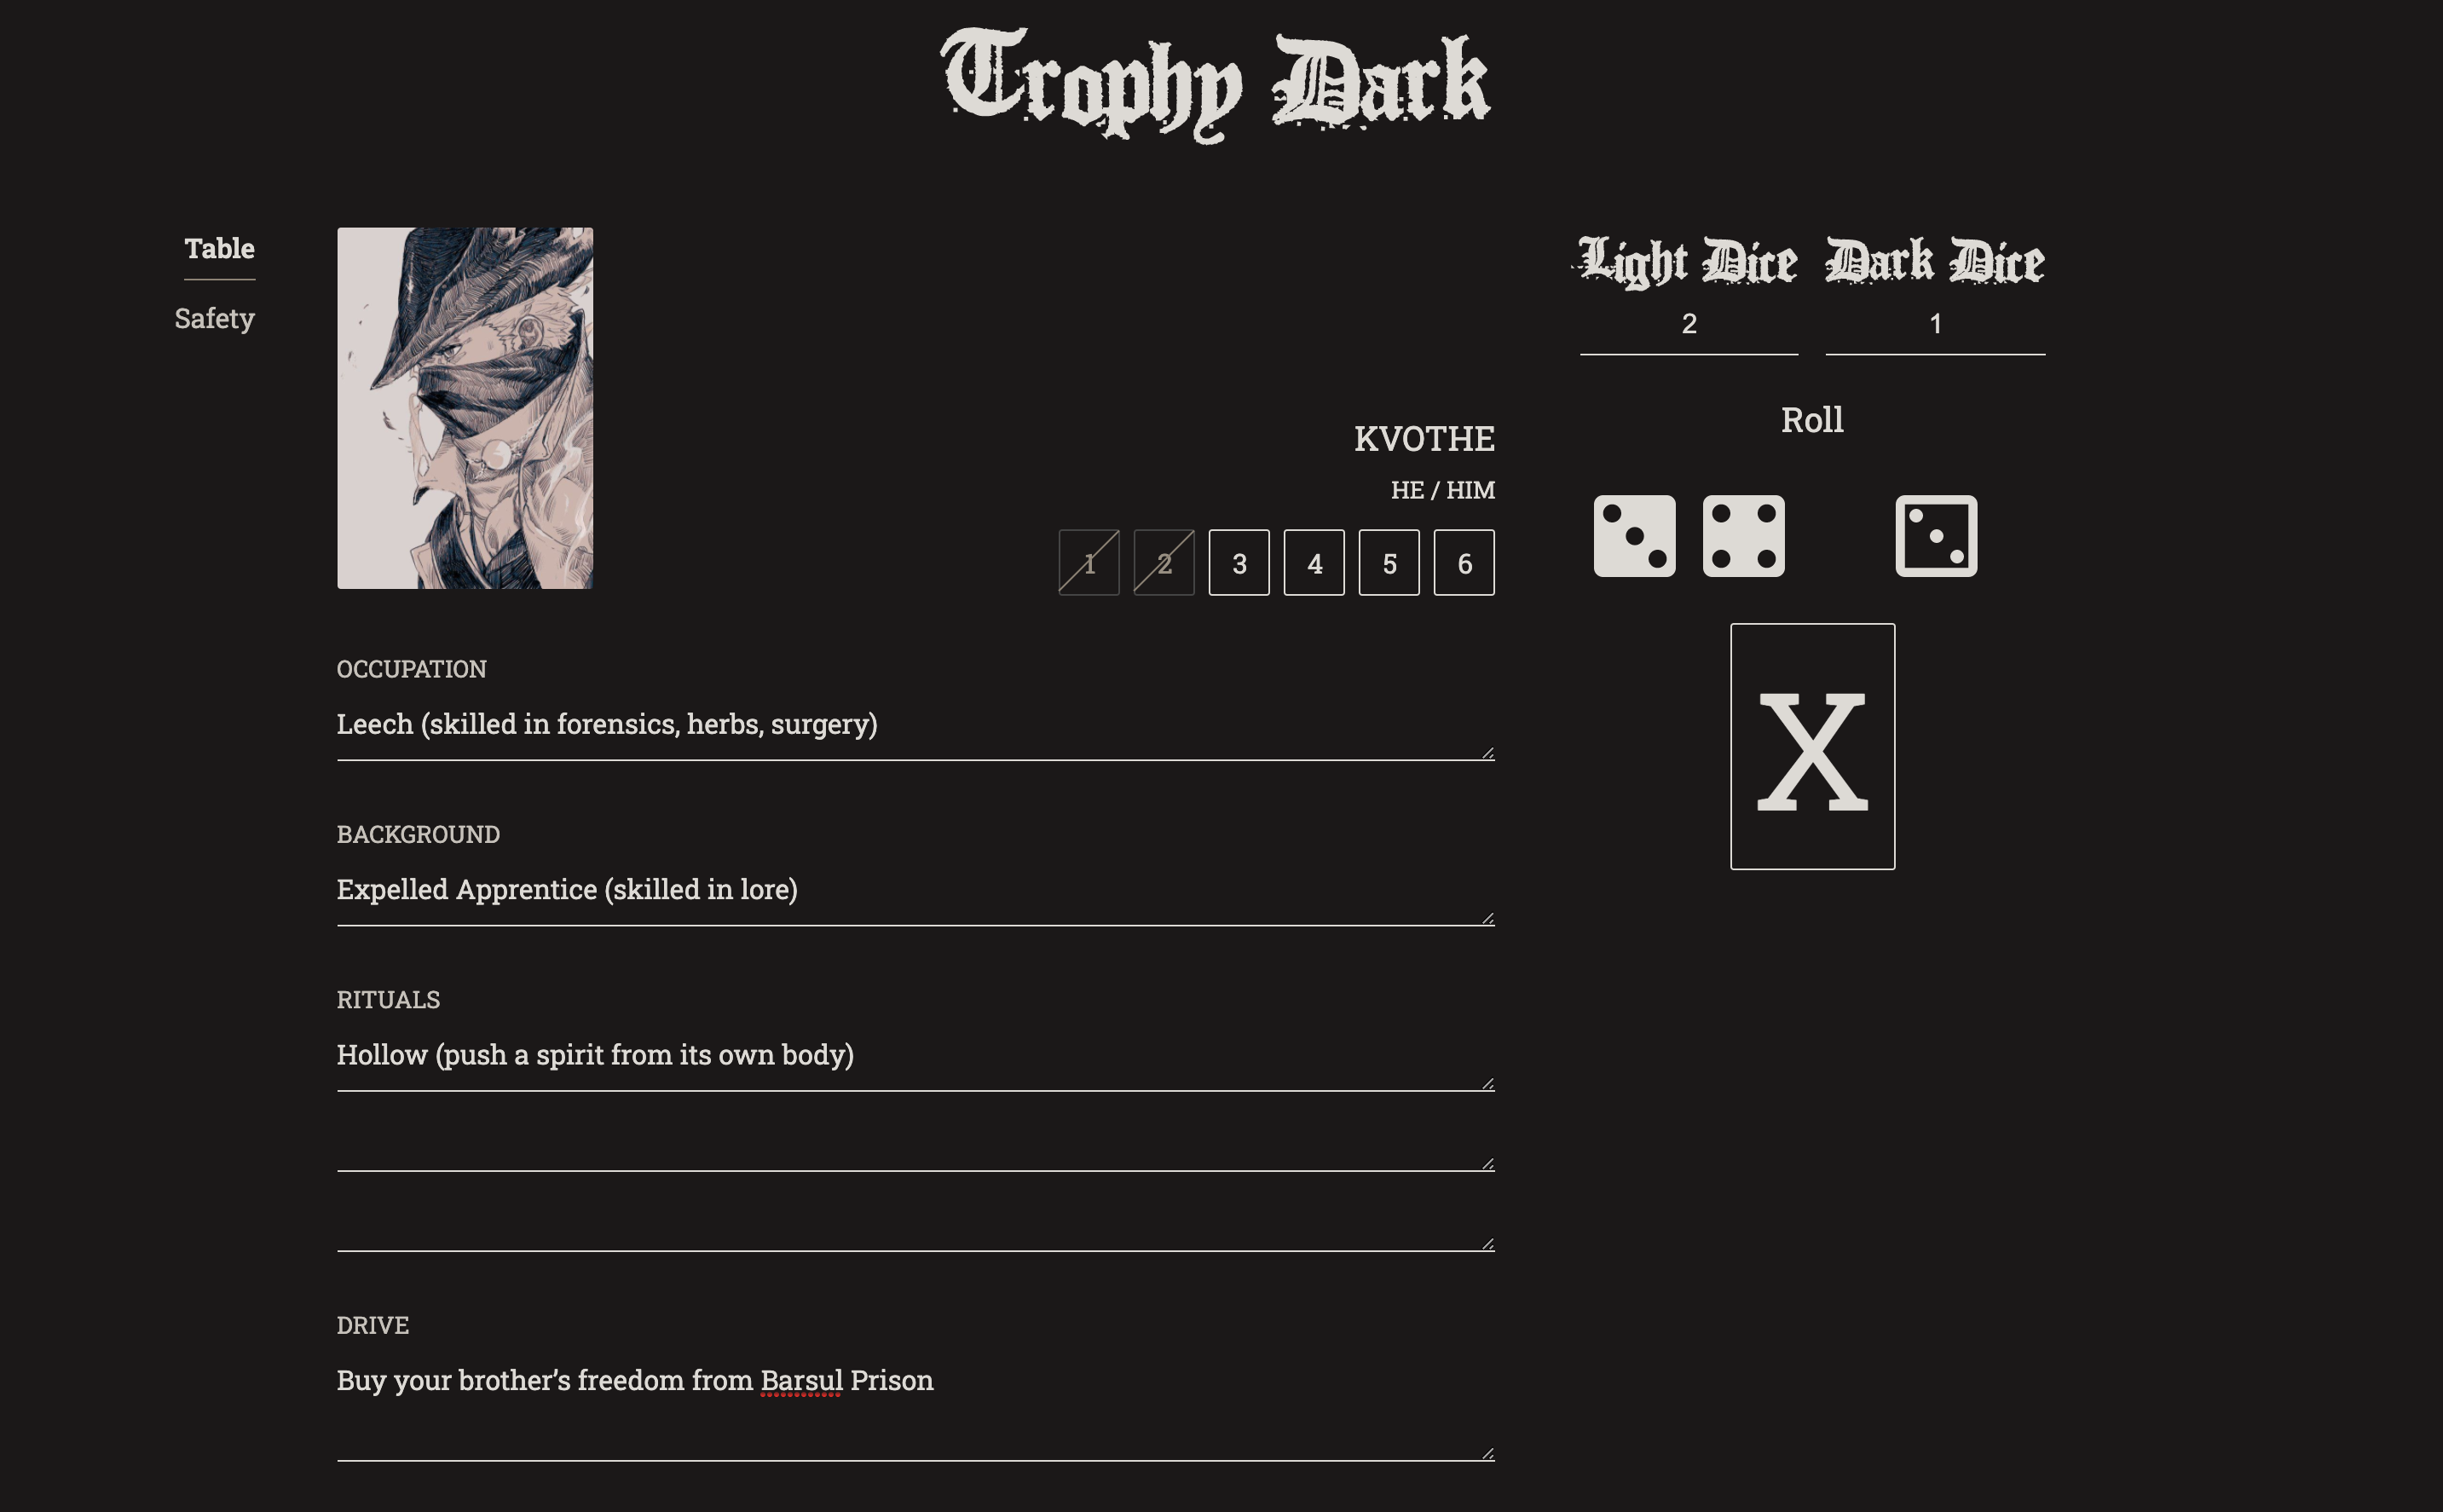 Trophy Dark
Table
Safety
KVOTHE
HE / HIM
1 2 3 4 5 6
OCCUPATION
Leech (skilled in forensics, herbs, surgery)
BACKGROUND
Expelled Apprentice (skilled in lore)
RITUALS
Hollow (push a spirit from its own body)
DRIVE
Buy your brother’s freedom from Barsul Prison
Light Dice Dark Dice
2 1
Roll
X